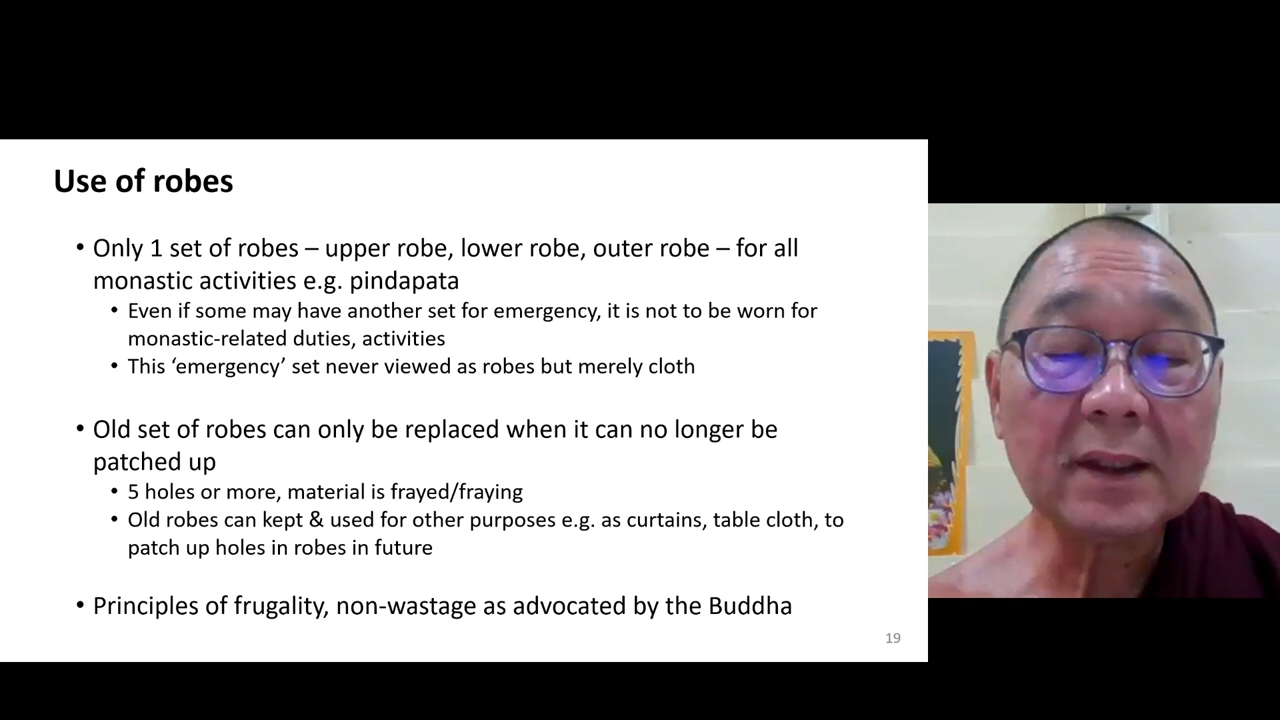 Use of robes
• Only 1 set of robes – upper robe, lower robe, outer robe – for all
monastic activities e.g. pindapata
• Even if some may have another set for emergency, it is not to be worn for
monastic-related duties, activities
• This ‘emergency’ set never viewed as robes but merely cloth
• Old set of robes can only be replaced when it can no longer be
patched up
• 5 holes or more, material is frayed/fraying
• Old robes can kept & used for other purposes e.g. as curtains, table cloth, to
patch up holes in robes in future
• Principles of frugality, non-wastage as advocated by the Buddha
19